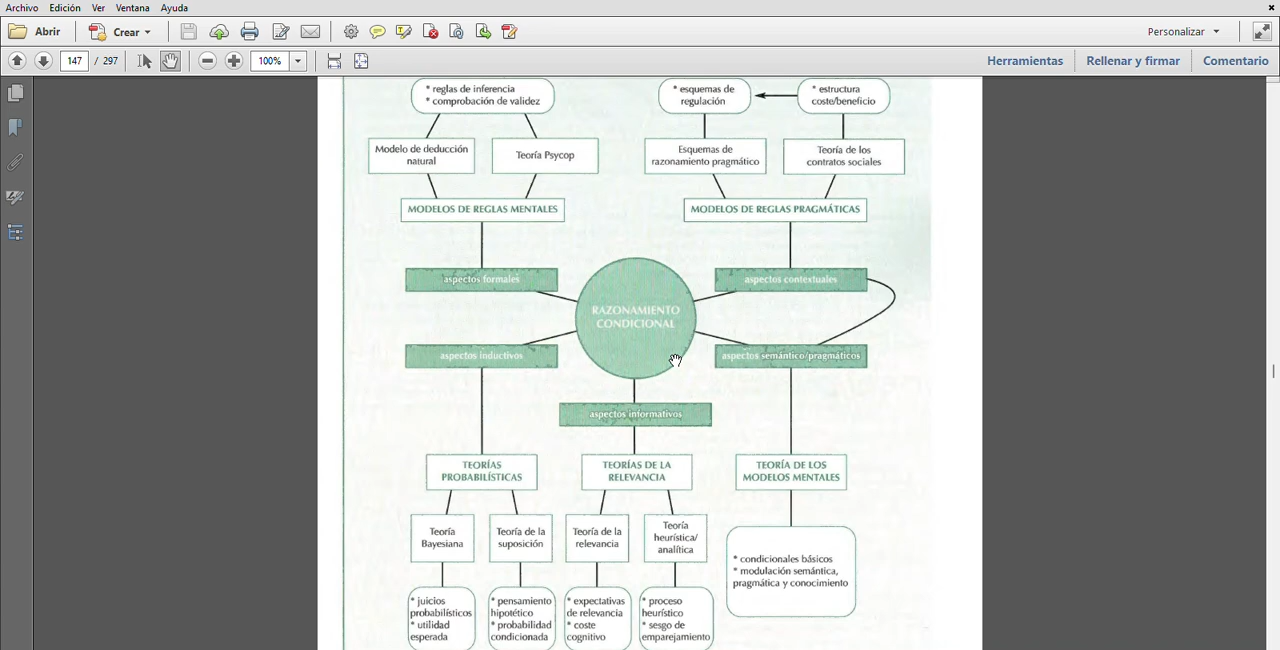 Archivo Edición Ver Ventana Ayuda
Abrir Crear Personalizar
147 / 297 100% Herramientas Rellenar y firmar Comentario
* reglas de inferencia
* comprobación de validez
* esquemas de
regulación
* estructura
coste/beneficio
Modelo de deducción
natural
Teoría Psycop
Esquemas de
razonamiento pragmático
Teoría de los
contratos sociales
MODELOS DE REGLAS MENTALES
MODELOS DE REGLAS PRAGMÁTICAS
aspectos formales
aspectos contextuales
RAZONAMIENTO
CONDICIONAL
aspectos inductivos
aspectos semántico/pragmáticos
aspectos informativos
TEORÍAS
PROBABILÍSTICAS
TEORÍAS DE LA
RELEVANCIA
TEORÍA DE LOS
MODELOS MENTALES
Teoría
Bayesiana
Teoría de la
suposición
Teoría de la
relevancia
Teoría
heurística/
analítica
* condicionales básicos
* modulación semántica,
pragmática y conocimiento
* juicios
probabilísticos
* utilidad
esperada
* pensamiento
hipotético
* probabilidad
condicionada
* expectativas
de relevancia
* coste
cognitivo
* proceso
heurístico
* sesgo de
emparejamiento